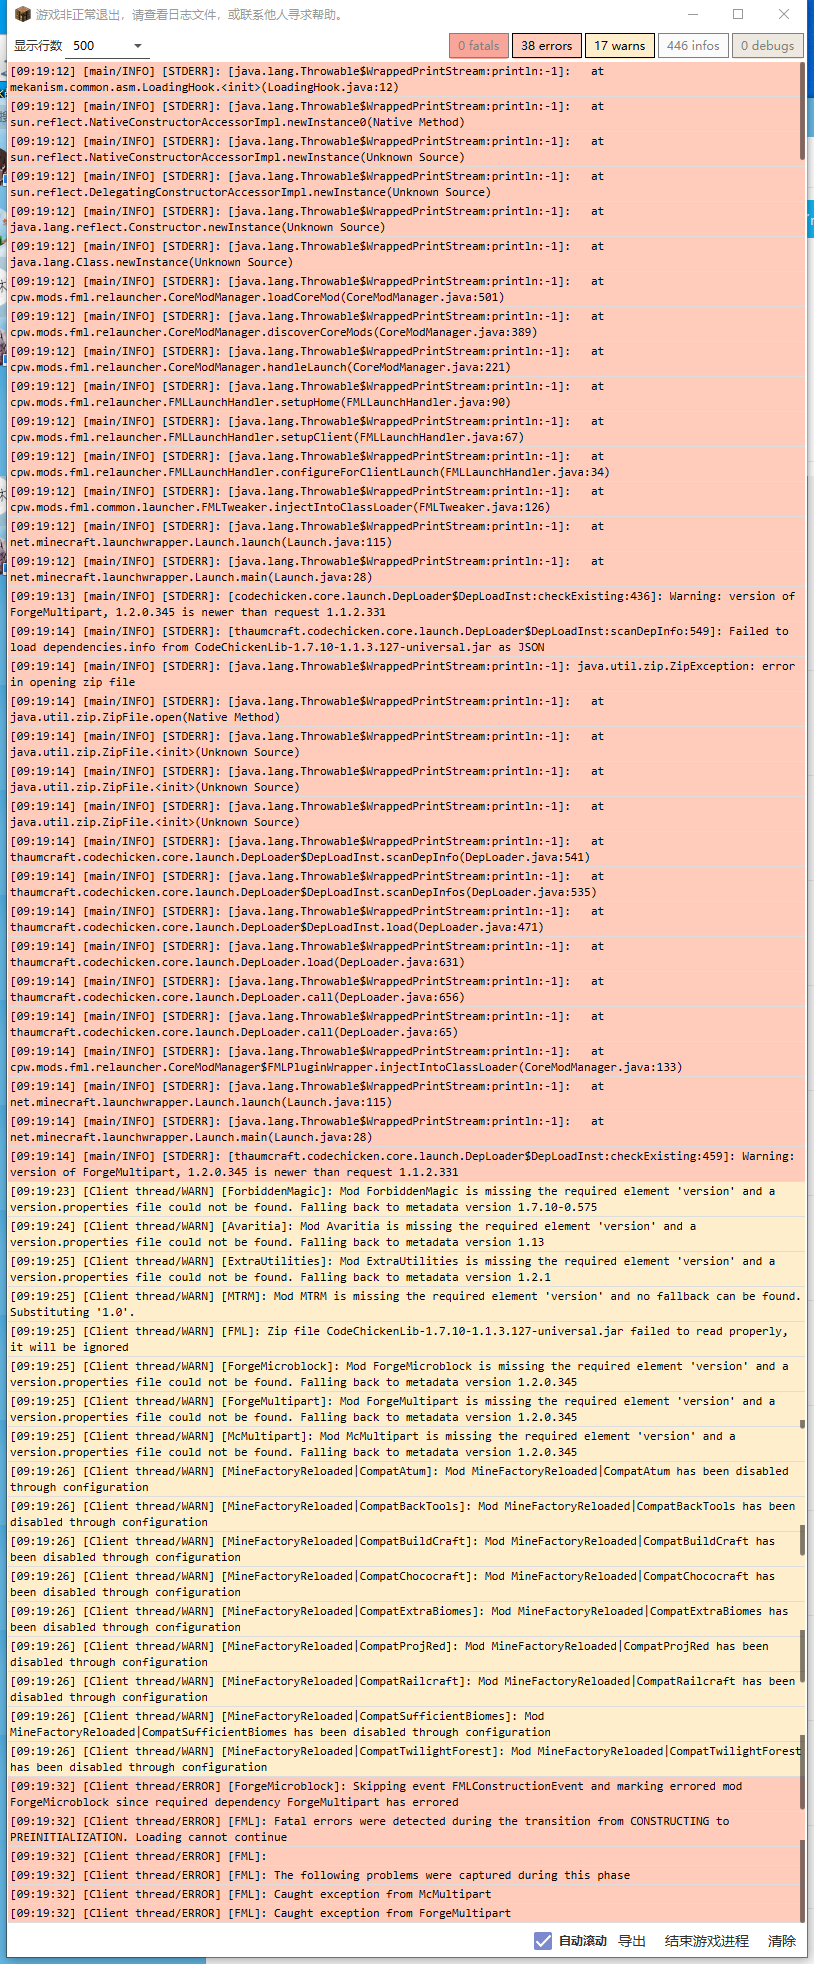 游戏非正常退出，请查看日志文件，或联系他人寻求帮助。
显示行数 500 0 fatals 38 errors 17 warns 446 infos 0 debugs
[09:19:12] [main/INFO] [STDERR]: [java.lang.Throwable$WrappedPrintStream:println:-1]: at
mekanism.common.asm.LoadingHook.<init>(LoadingHook.java:12)
[09:19:12] [main/INFO] [STDERR]: [java.lang.Throwable$WrappedPrintStream:println:-1]: at
sun.reflect.NativeConstructorAccessorImpl.newInstance0(Native Method)
[09:19:12] [main/INFO] [STDERR]: [java.lang.Throwable$WrappedPrintStream:println:-1]: at
sun.reflect.NativeConstructorAccessorImpl.newInstance(Unknown Source)
[09:19:12] [main/INFO] [STDERR]: [java.lang.Throwable$WrappedPrintStream:println:-1]: at
sun.reflect.DelegatingConstructorAccessorImpl.newInstance(Unknown Source)
[09:19:12] [main/INFO] [STDERR]: [java.lang.Throwable$WrappedPrintStream:println:-1]: at
java.lang.reflect.Constructor.newInstance(Unknown Source)
[09:19:12] [main/INFO] [STDERR]: [java.lang.Throwable$WrappedPrintStream:println:-1]: at
java.lang.Class.newInstance(Unknown Source)
[09:19:12] [main/INFO] [STDERR]: [java.lang.Throwable$WrappedPrintStream:println:-1]: at
cpw.mods.fml.relauncher.CoreModManager.loadCoreMod(CoreModManager.java:501)
[09:19:12] [main/INFO] [STDERR]: [java.lang.Throwable$WrappedPrintStream:println:-1]: at
cpw.mods.fml.relauncher.CoreModManager.discoverCoreMods(CoreModManager.java:389)
[09:19:12] [main/INFO] [STDERR]: [java.lang.Throwable$WrappedPrintStream:println:-1]: at
cpw.mods.fml.relauncher.CoreModManager.handleLaunch(CoreModManager.java:221)
[09:19:12] [main/INFO] [STDERR]: [java.lang.Throwable$WrappedPrintStream:println:-1]: at
cpw.mods.fml.relauncher.FMLLaunchHandler.setupHome(FMLLaunchHandler.java:90)
[09:19:12] [main/INFO] [STDERR]: [java.lang.Throwable$WrappedPrintStream:println:-1]: at
cpw.mods.fml.relauncher.FMLLaunchHandler.setupClient(FMLLaunchHandler.java:67)
[09:19:12] [main/INFO] [STDERR]: [java.lang.Throwable$WrappedPrintStream:println:-1]: at
cpw.mods.fml.relauncher.FMLLaunchHandler.configureForClientLaunch(FMLLaunchHandler.java:34)
[09:19:12] [main/INFO] [STDERR]: [java.lang.Throwable$WrappedPrintStream:println:-1]: at
cpw.mods.fml.common.launcher.FMLTweaker.injectIntoClassLoader(FMLTweaker.java:126)
[09:19:12] [main/INFO] [STDERR]: [java.lang.Throwable$WrappedPrintStream:println:-1]: at
net.minecraft.launchwrapper.Launch.launch(Launch.java:115)
[09:19:12] [main/INFO] [STDERR]: [java.lang.Throwable$WrappedPrintStream:println:-1]: at
net.minecraft.launchwrapper.Launch.main(Launch.java:28)
[09:19:13] [main/INFO] [STDERR]: [codechicken.core.launch.DepLoader$DepLoadInst:checkExisting:436]: Warning: version of
ForgeMultipart, 1.2.0.345 is newer than request 1.1.2.331
[09:19:14] [main/INFO] [STDERR]: [thaumcraft.codechicken.core.launch.DepLoader$DepLoadInst:scanDepInfo:549]: Failed to
load dependencies.info from CodeChickenLib-1.7.10-1.1.3.127-universal.jar as JSON
[09:19:14] [main/INFO] [STDERR]: [java.lang.Throwable$WrappedPrintStream:println:-1]: java.util.zip.ZipException: error
in opening zip file
[09:19:14] [main/INFO] [STDERR]: [java.lang.Throwable$WrappedPrintStream:println:-1]: at
java.util.zip.ZipFile.open(Native Method)
[09:19:14] [main/INFO] [STDERR]: [java.lang.Throwable$WrappedPrintStream:println:-1]: at
java.util.zip.ZipFile.<init>(Unknown Source)
[09:19:14] [main/INFO] [STDERR]: [java.lang.Throwable$WrappedPrintStream:println:-1]: at
java.util.zip.ZipFile.<init>(Unknown Source)
[09:19:14] [main/INFO] [STDERR]: [java.lang.Throwable$WrappedPrintStream:println:-1]: at
java.util.zip.ZipFile.<init>(Unknown Source)
[09:19:14] [main/INFO] [STDERR]: [java.lang.Throwable$WrappedPrintStream:println:-1]: at
thaumcraft.codechicken.core.launch.DepLoader$DepLoadInst.scanDepInfo(DepLoader.java:541)
[09:19:14] [main/INFO] [STDERR]: [java.lang.Throwable$WrappedPrintStream:println:-1]: at
thaumcraft.codechicken.core.launch.DepLoader$DepLoadInst.scanDepInfos(DepLoader.java:535)
[09:19:14] [main/INFO] [STDERR]: [java.lang.Throwable$WrappedPrintStream:println:-1]: at
thaumcraft.codechicken.core.launch.DepLoader$DepLoadInst.load(DepLoader.java:471)
[09:19:14] [main/INFO] [STDERR]: [java.lang.Throwable$WrappedPrintStream:println:-1]: at
thaumcraft.codechicken.core.launch.DepLoader.load(DepLoader.java:631)
[09:19:14] [main/INFO] [STDERR]: [java.lang.Throwable$WrappedPrintStream:println:-1]: at
thaumcraft.codechicken.core.launch.DepLoader.call(DepLoader.java:656)
[09:19:14] [main/INFO] [STDERR]: [java.lang.Throwable$WrappedPrintStream:println:-1]: at
thaumcraft.codechicken.core.launch.DepLoader.call(DepLoader.java:65)
[09:19:14] [main/INFO] [STDERR]: [java.lang.Throwable$WrappedPrintStream:println:-1]: at
cpw.mods.fml.relauncher.CoreModManager$FMLPluginWrapper.injectIntoClassLoader(CoreModManager.java:133)
[09:19:14] [main/INFO] [STDERR]: [java.lang.Throwable$WrappedPrintStream:println:-1]: at
net.minecraft.launchwrapper.Launch.launch(Launch.java:115)
[09:19:14] [main/INFO] [STDERR]: [java.lang.Throwable$WrappedPrintStream:println:-1]: at
net.minecraft.launchwrapper.Launch.main(Launch.java:28)
[09:19:14] [main/INFO] [STDERR]: [thaumcraft.codechicken.core.launch.DepLoader$DepLoadInst:checkExisting:459]: Warning:
version of ForgeMultipart, 1.2.0.345 is newer than request 1.1.2.331
[09:19:23] [Client thread/WARN] [ForbiddenMagic]: Mod ForbiddenMagic is missing the required element 'version' and a
version.properties file could not be found. Falling back to metadata version 1.7.10-0.575
[09:19:24] [Client thread/WARN] [Avaritia]: Mod Avaritia is missing the required element 'version' and a
version.properties file could not be found. Falling back to metadata version 1.13
[09:19:25] [Client thread/WARN] [ExtraUtilities]: Mod ExtraUtilities is missing the required element 'version' and a
version.properties file could not be found. Falling back to metadata version 1.2.1
[09:19:25] [Client thread/WARN] [MTRM]: Mod MTRM is missing the required element 'version' and no fallback can be found.
Substituting '1.0'.
[09:19:25] [Client thread/WARN] [FML]: Zip file CodeChickenLib-1.7.10-1.1.3.127-universal.jar failed to read properly,
it will be ignored
[09:19:25] [Client thread/WARN] [ForgeMicroblock]: Mod ForgeMicroblock is missing the required element 'version' and a
version.properties file could not be found. Falling back to metadata version 1.2.0.345
[09:19:25] [Client thread/WARN] [ForgeMultipart]: Mod ForgeMultipart is missing the required element 'version' and a
version.properties file could not be found. Falling back to metadata version 1.2.0.345
[09:19:25] [Client thread/WARN] [McMultipart]: Mod McMultipart is missing the required element 'version' and a
version.properties file could not be found. Falling back to metadata version 1.2.0.345
[09:19:26] [Client thread/WARN] [MineFactoryReloaded|CompatAtum]: Mod MineFactoryReloaded|CompatAtum has been disabled
through configuration
[09:19:26] [Client thread/WARN] [MineFactoryReloaded|CompatBackTools]: Mod MineFactoryReloaded|CompatBackTools has been
disabled through configuration
[09:19:26] [Client thread/WARN] [MineFactoryReloaded|CompatBuildCraft]: Mod MineFactoryReloaded|CompatBuildCraft has
been disabled through configuration
[09:19:26] [Client thread/WARN] [MineFactoryReloaded|CompatChococraft]: Mod MineFactoryReloaded|CompatChococraft has
been disabled through configuration
[09:19:26] [Client thread/WARN] [MineFactoryReloaded|CompatExtraBiomes]: Mod MineFactoryReloaded|CompatExtraBiomes has
been disabled through configuration
[09:19:26] [Client thread/WARN] [MineFactoryReloaded|CompatProjRed]: Mod MineFactoryReloaded|CompatProjRed has been
disabled through configuration
[09:19:26] [Client thread/WARN] [MineFactoryReloaded|CompatRailcraft]: Mod MineFactoryReloaded|CompatRailcraft has been
disabled through configuration
[09:19:26] [Client thread/WARN] [MineFactoryReloaded|CompatSufficientBiomes]: Mod
MineFactoryReloaded|CompatSufficientBiomes has been disabled through configuration
[09:19:26] [Client thread/WARN] [MineFactoryReloaded|CompatTwilightForest]: Mod MineFactoryReloaded|CompatTwilightForest
has been disabled through configuration
[09:19:32] [Client thread/ERROR] [ForgeMicroblock]: Skipping event FMLConstructionEvent and marking errored mod
ForgeMicroblock since required dependency ForgeMultipart has errored
[09:19:32] [Client thread/ERROR] [FML]: Fatal errors were detected during the transition from CONSTRUCTING to
PREINITIALIZATION. Loading cannot continue
[09:19:32] [Client thread/ERROR] [FML]:
[09:19:32] [Client thread/ERROR] [FML]: The following problems were captured during this phase
[09:19:32] [Client thread/ERROR] [FML]: Caught exception from McMultipart
[09:19:32] [Client thread/ERROR] [FML]: Caught exception from ForgeMultipart
自动滚动 导出 结束游戏进程 清除